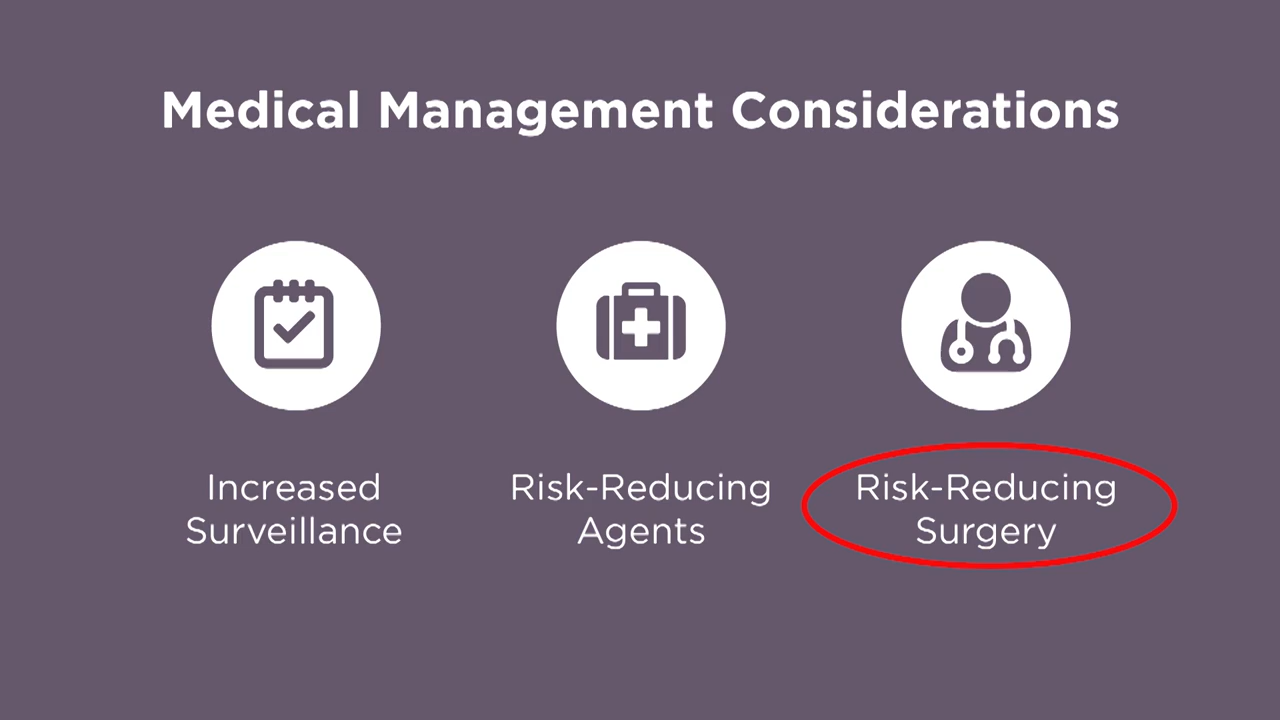 Medical Management Considerations
Increased
Surveillance
Risk-Reducing
Agents
Risk-Reducing
Surgery